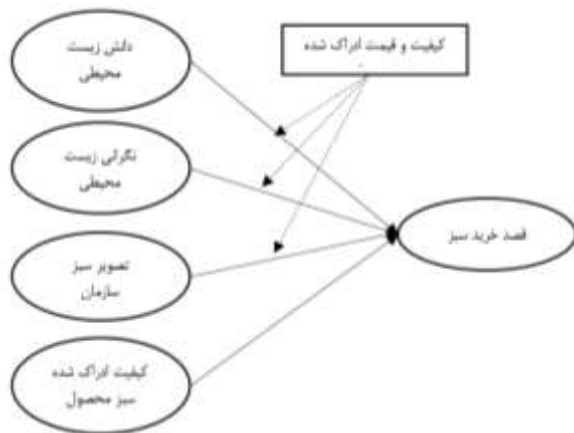 دانش زیست
محیطی
کیفیت و قیمت ادراک شده
نگرانی زیست
محیطی
قصد خرید سبز
تصویر سبز
سازمان
کیفیت ادراک شده
سبز محصول